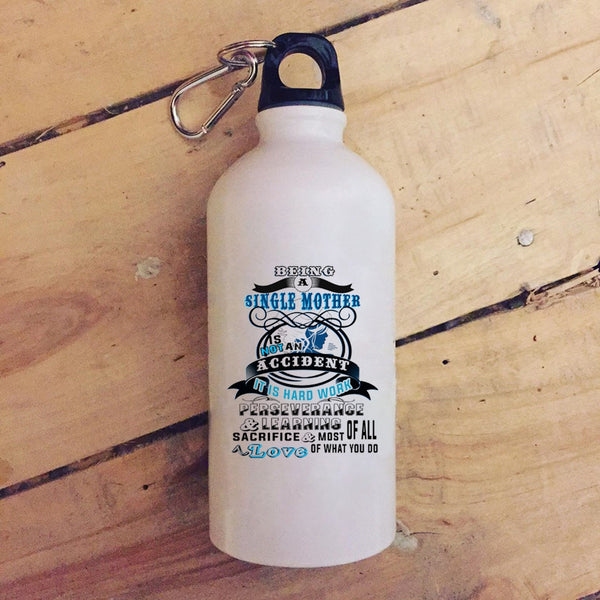 BEING
A
SINGLE MOTHER
IS
NOT AN
ACCIDENT
IT IS HARD WORK
PERSEVERANCE
& LEARNING
SACRIFICE & MOST OF ALL
A Love OF WHAT YOU DO